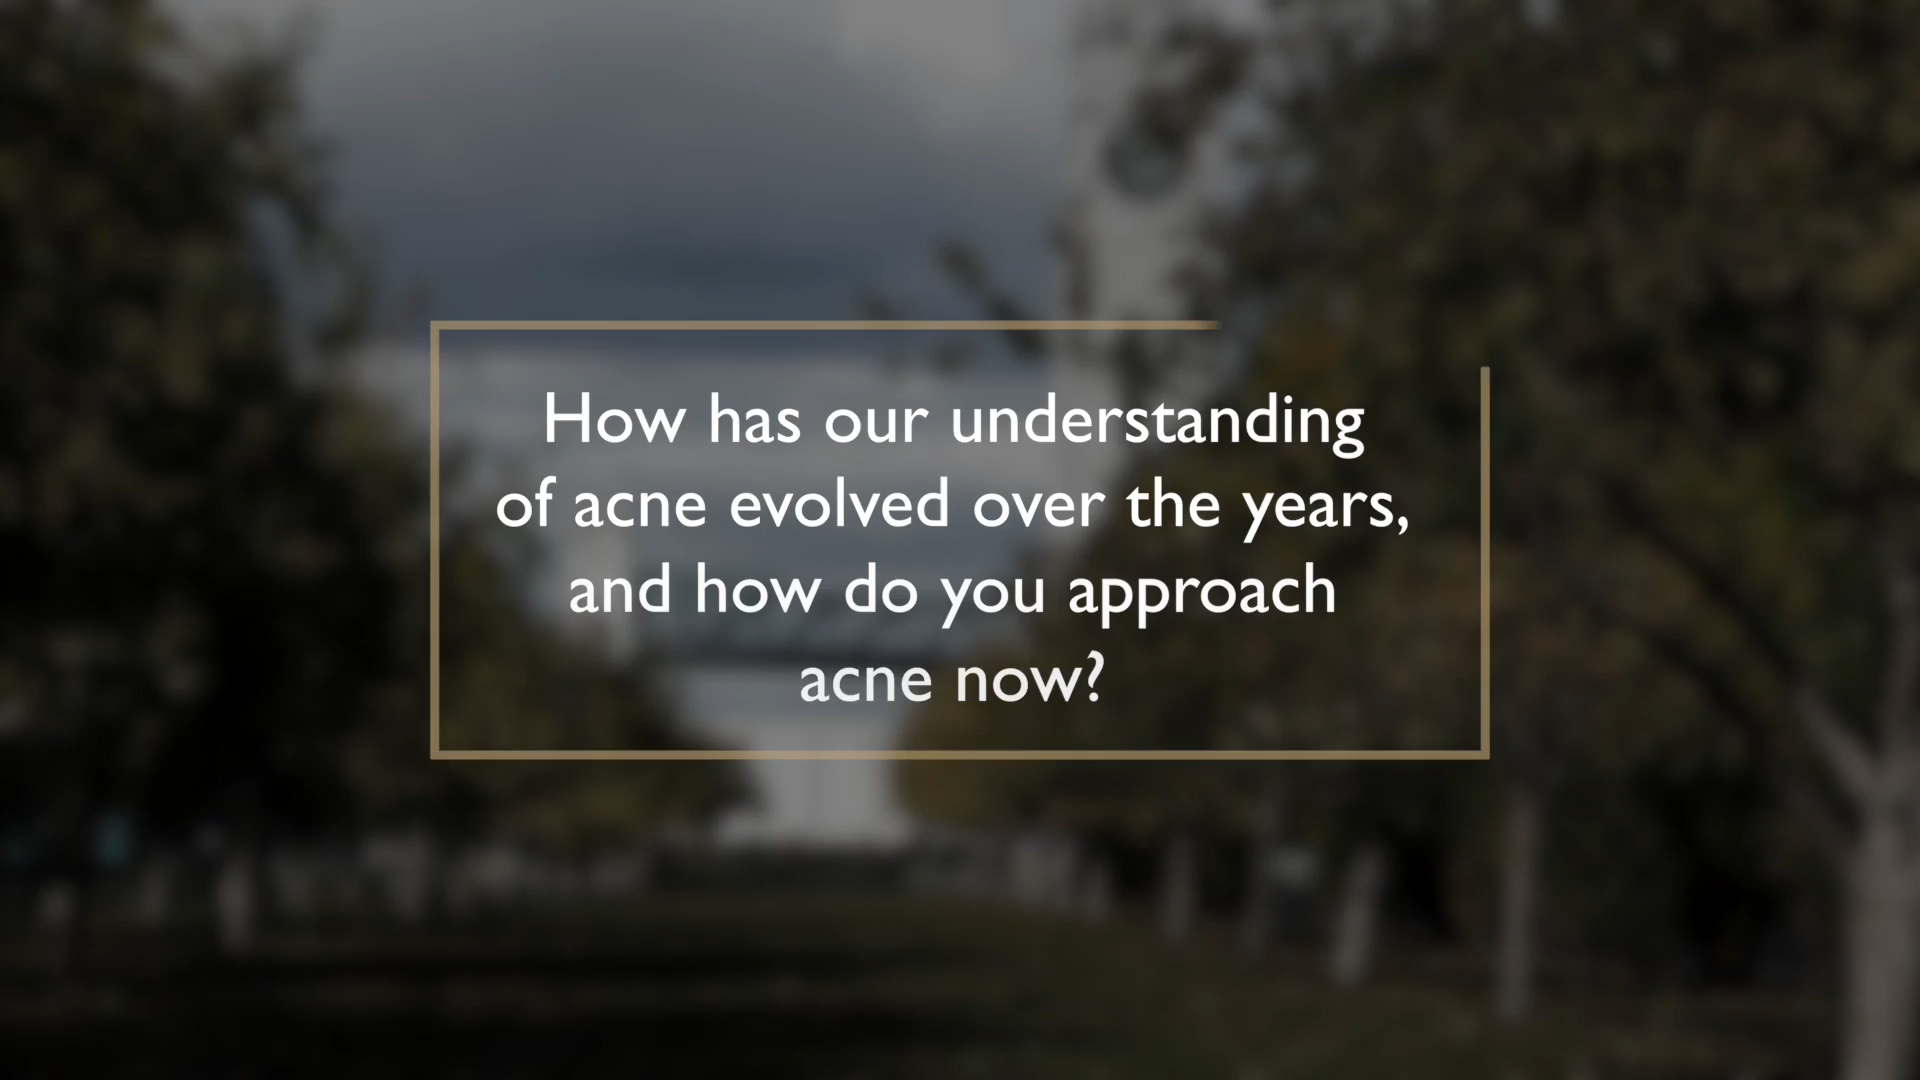 How has our understanding
of acne evolved over the years,
and how do you approach
acne now?